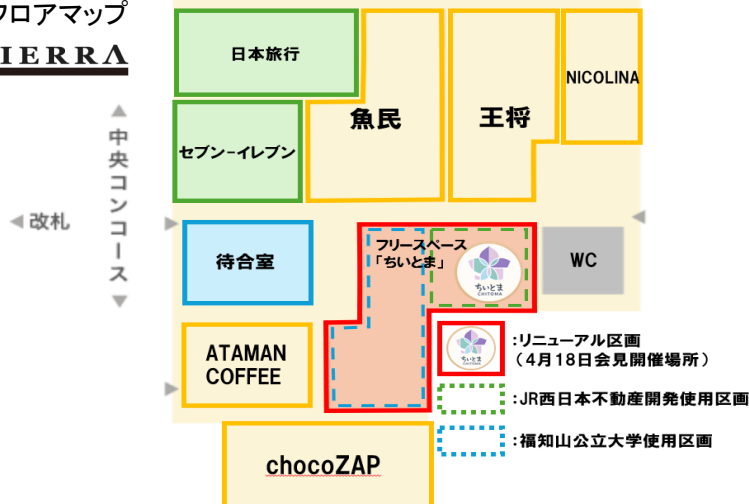 フロアマップ
IERRA
日本旅行
NICOLINA
魚民
王将
中央コンコース
セブン-イレブン
改札
待合室
フリースペース
「ちいとま」
ちいとま
CHITOMA
WC
ATAMAN
COFFEE
ちいとま
:リニューアル区画
(4月18日会見開催場所)
:JR西日本不動産開発使用区画
:福知山公立大学使用区画
chocoZAP